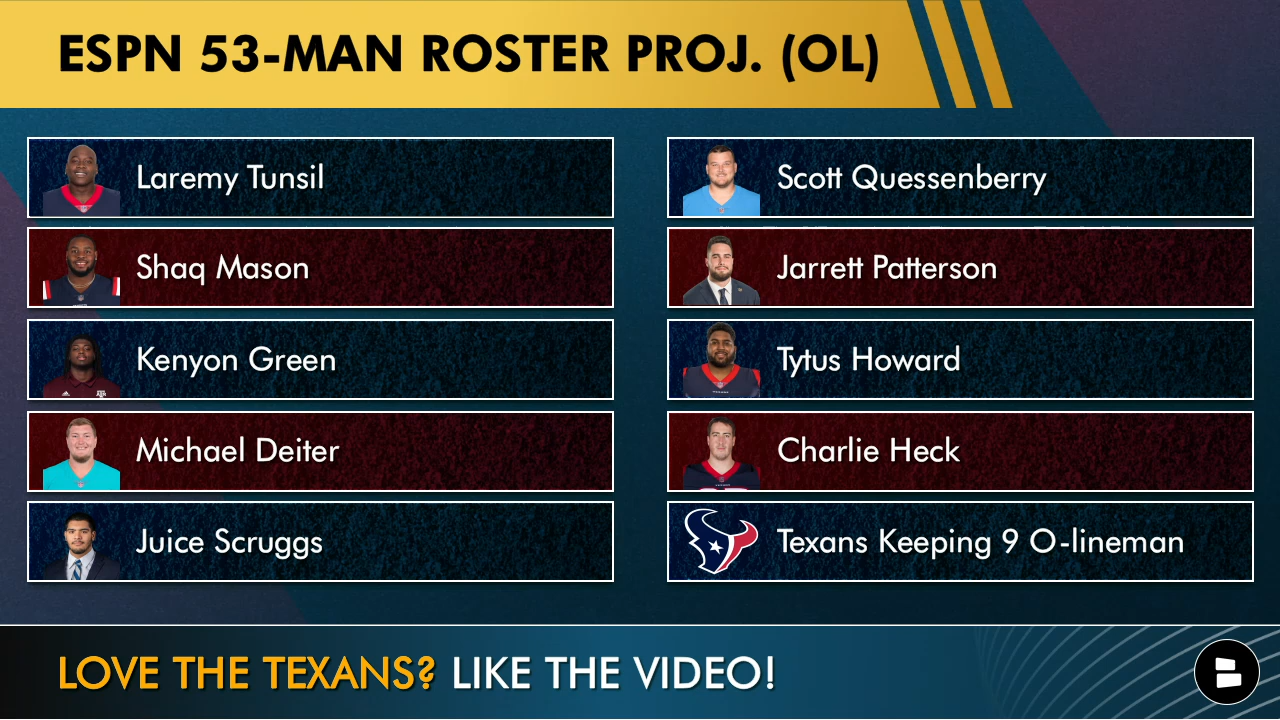 ESPN 53-MAN ROSTER PROJ. (OL)
Laremy Tunsil
Shaq Mason
Kenyon Green
Michael Deiter
Juice Scruggs
Scott Quessenberry
Jarrett Patterson
Tytus Howard
Charlie Heck
Texans Keeping 9 O-lineman
LOVE THE TEXANS? LIKE THE VIDEO!